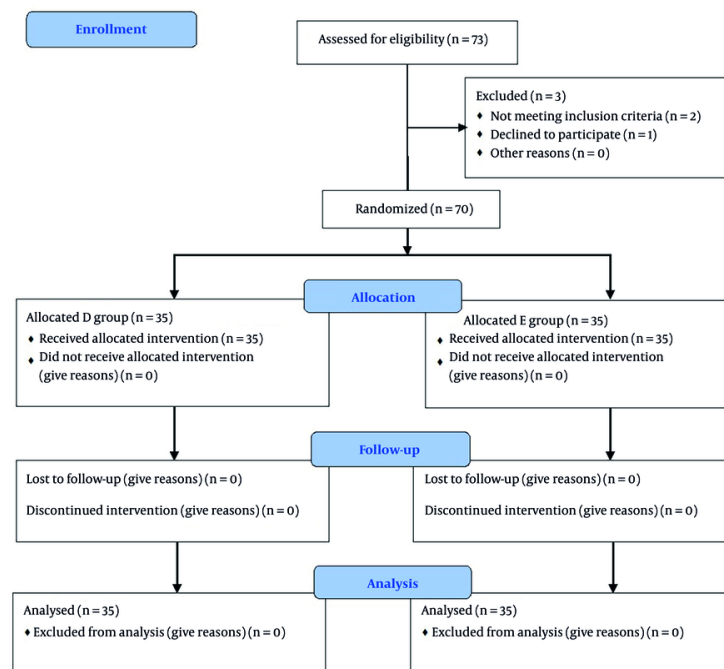 Enrollment
Assessed for eligibility (n = 73)
Excluded (n = 3)
♦ Not meeting inclusion criteria (n = 2)
♦ Declined to participate (n = 1)
♦ Other reasons (n = 0)
Randomized (n = 70)
Allocation
Allocated D group (n = 35)
♦ Received allocated intervention (n = 35)
♦ Did not receive allocated intervention
(give reasons) (n = 0)
Allocated E group (n = 35)
♦ Received allocated intervention (n = 35)
♦ Did not receive allocated intervention
(give reasons) (n = 0)
Follow-up
Lost to follow-up (give reasons) (n = 0)
Discontinued intervention (give reasons) (n = 0)
Lost to follow-up (give reasons) (n = 0)
Discontinued intervention (give reasons) (n = 0)
Analysis
Analysed (n = 35)
♦ Excluded from analysis (give reasons) (n = 0)
Analysed (n = 35)
♦ Excluded from analysis (give reasons) (n = 0)